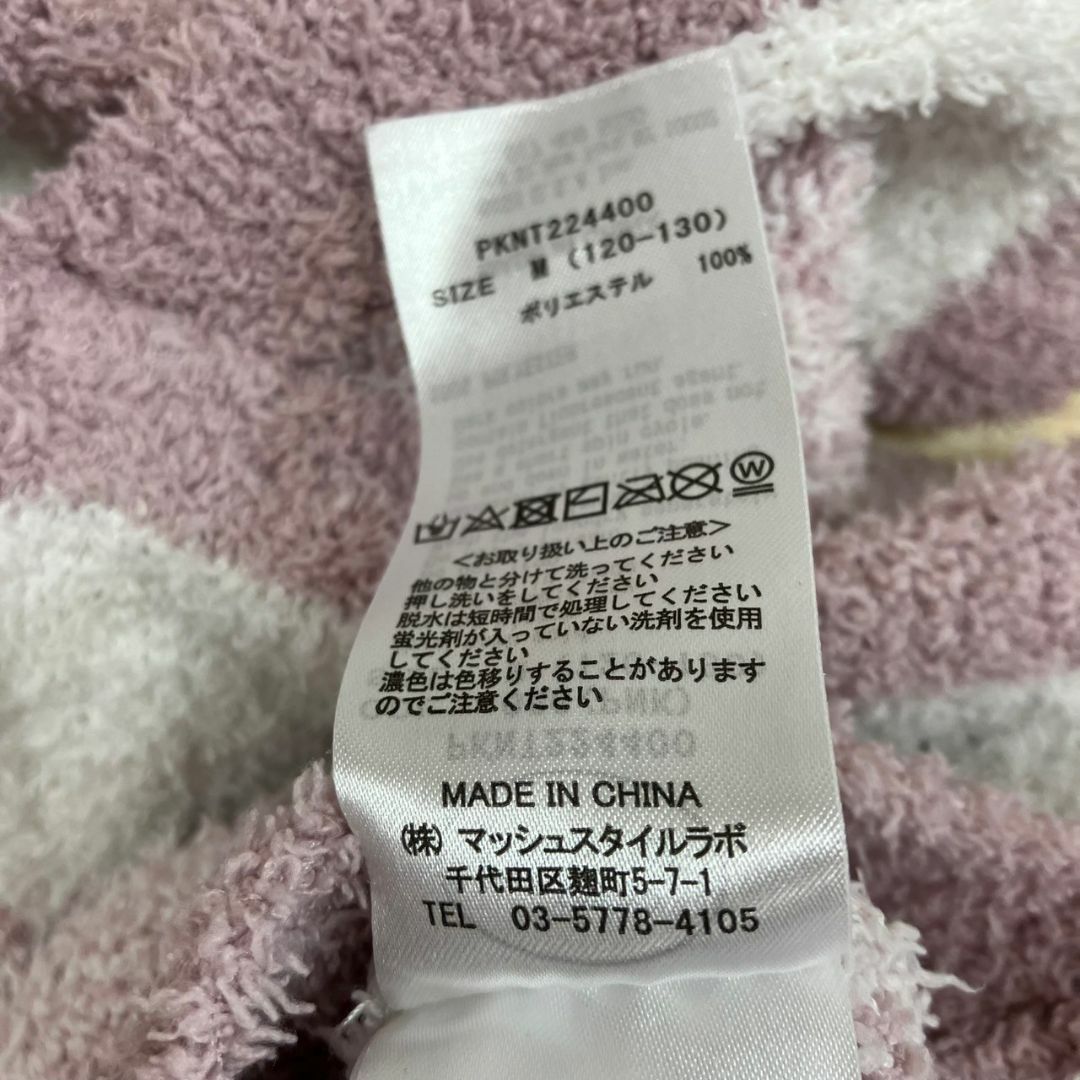 PKNT224400
SIZE M (120-130)
ポリエステル 100%
W
<お取り扱い上のご注意>
他の物と分けて洗ってください
押し洗いをしてください
脱水は短時間で処理してください
蛍光剤が入っていない洗剤を使用
してください
濃色は色移りすることがあります
のでご注意ください
MADE IN CHINA
(株) マッシュスタイルラボ
千代田区麹町5-7-1
TEL 03-5778-4105